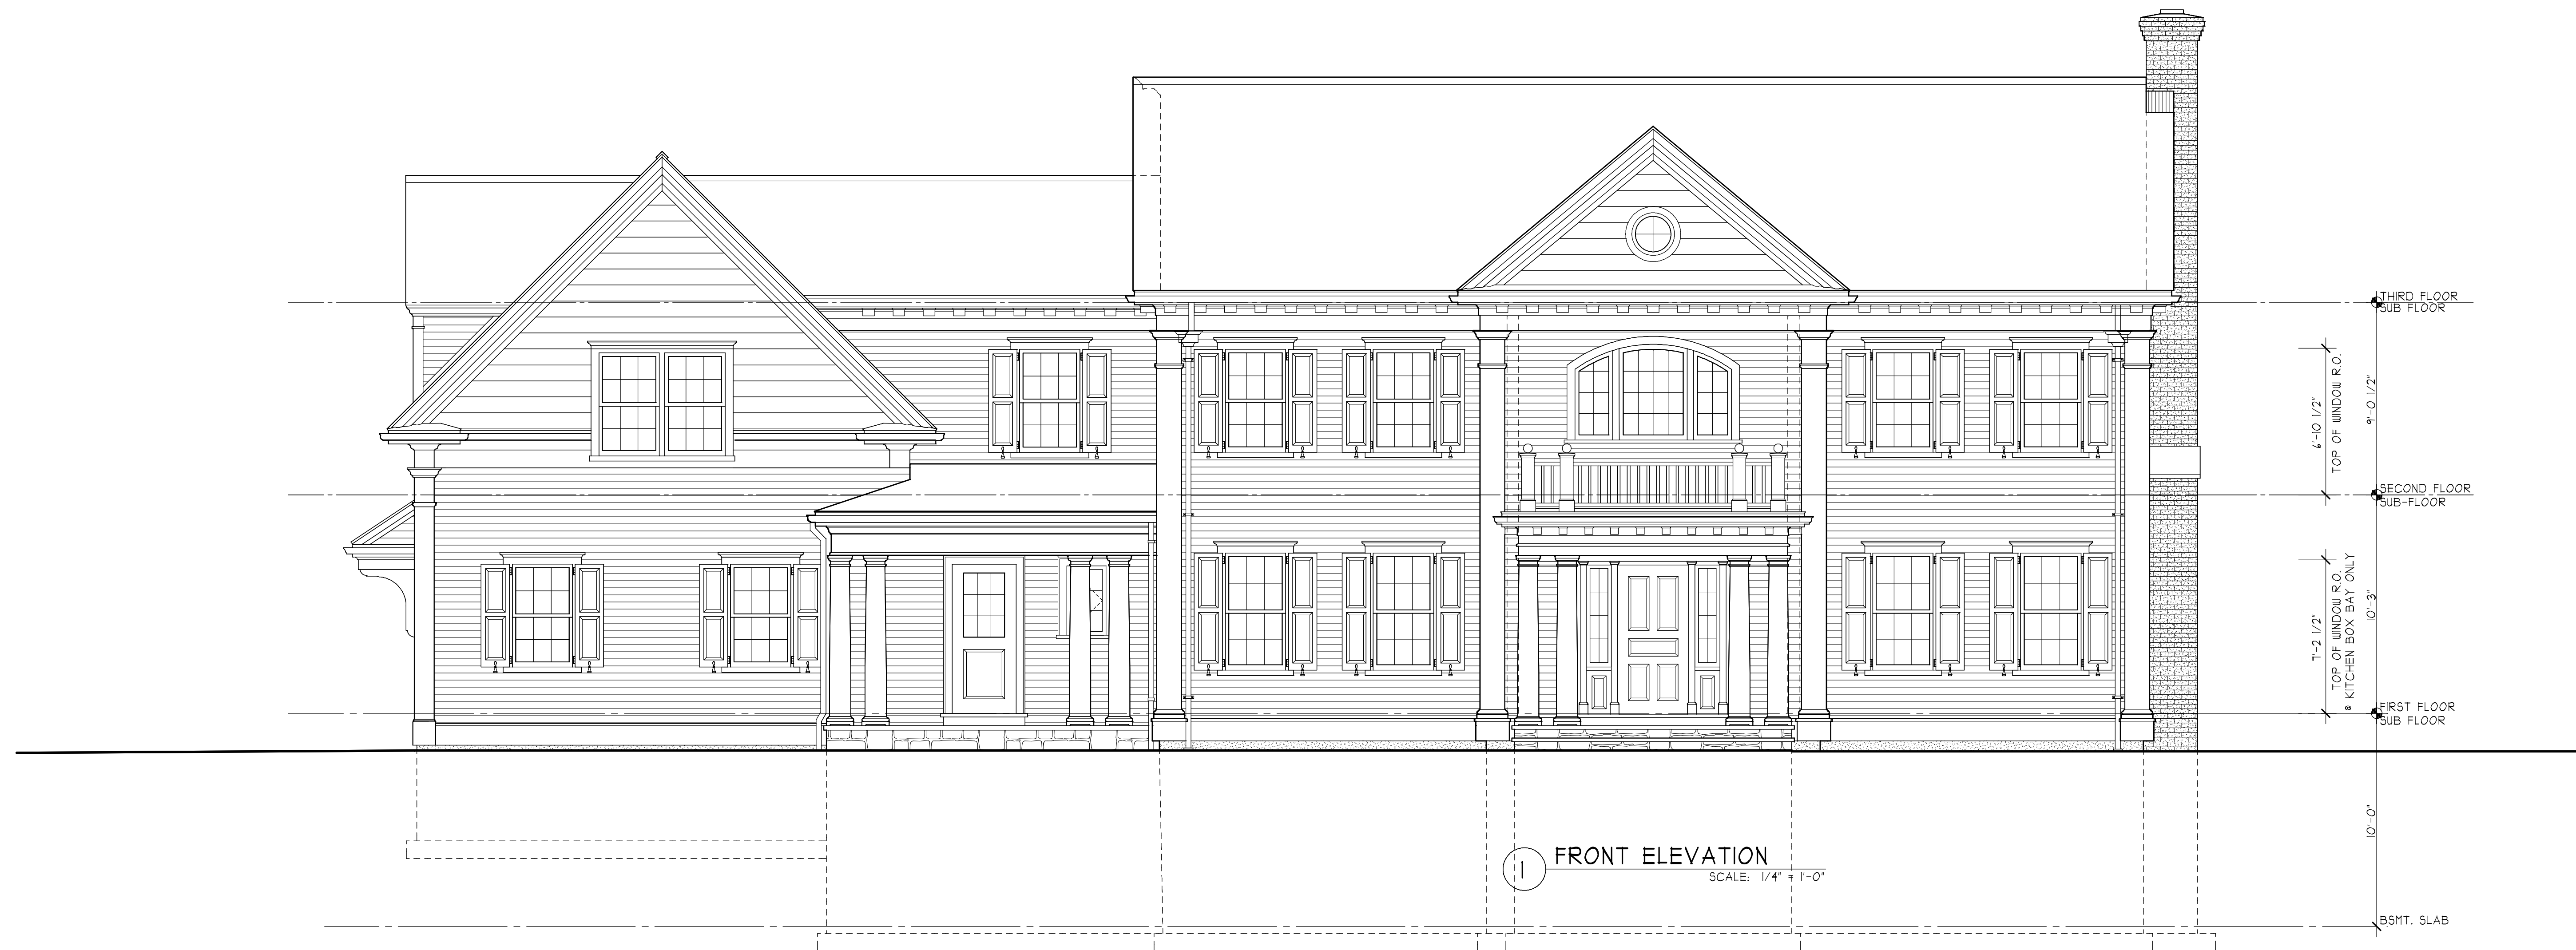 THIRD FLOOR
SUB FLOOR
6'-10 1/2"
TOP OF WINDOW R.O.
9'-0 1/2"
SECOND FLOOR
SUB-FLOOR
7'-2 1/2"
TOP OF WINDOW R.O.
@ KITCHEN BOX BAY ONLY
10'-3"
FIRST FLOOR
SUB FLOOR
10'-0"
1
FRONT ELEVATION
SCALE: 1/4" = 1'-0"
BSMT. SLAB